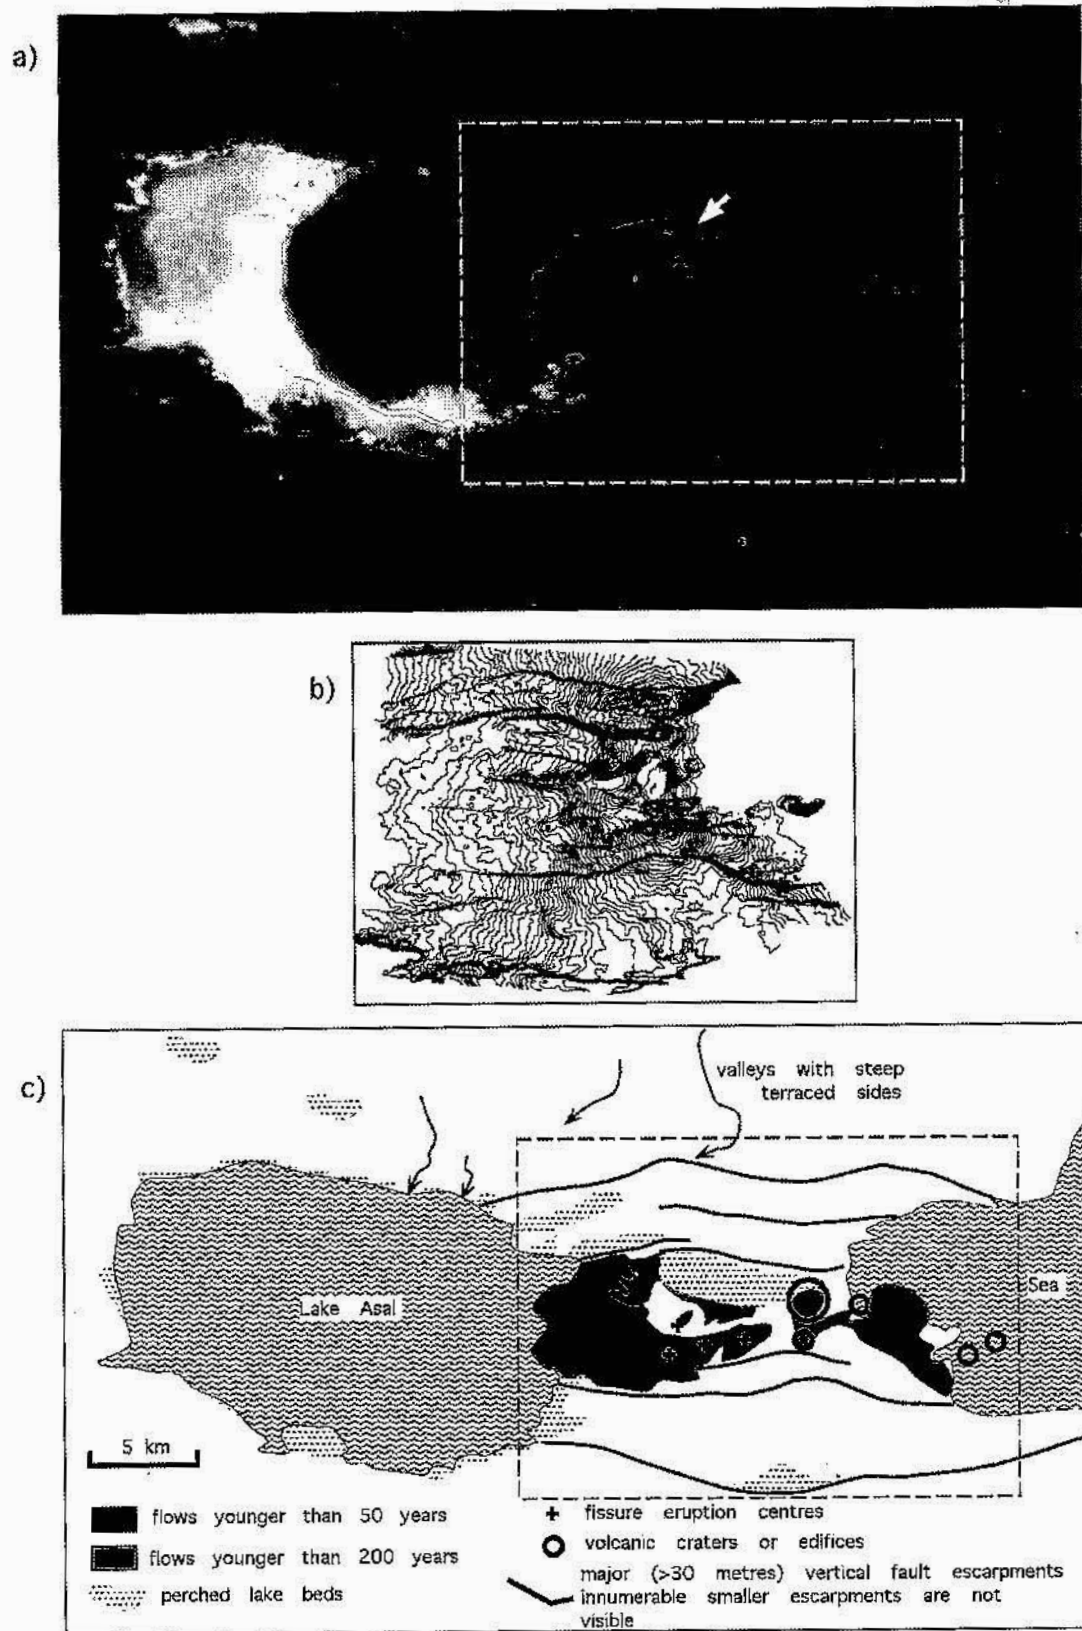 a)
b)
c)
valleys with steep
terraced sides
Lake Asal
Sea
5 km
flows younger than 50 years
flows younger than 200 years
perched lake beds
fissure eruption centres
volcanic craters or edifices
major (>30 metres) vertical fault escarpments
innumerable smaller escarpments are not
visible